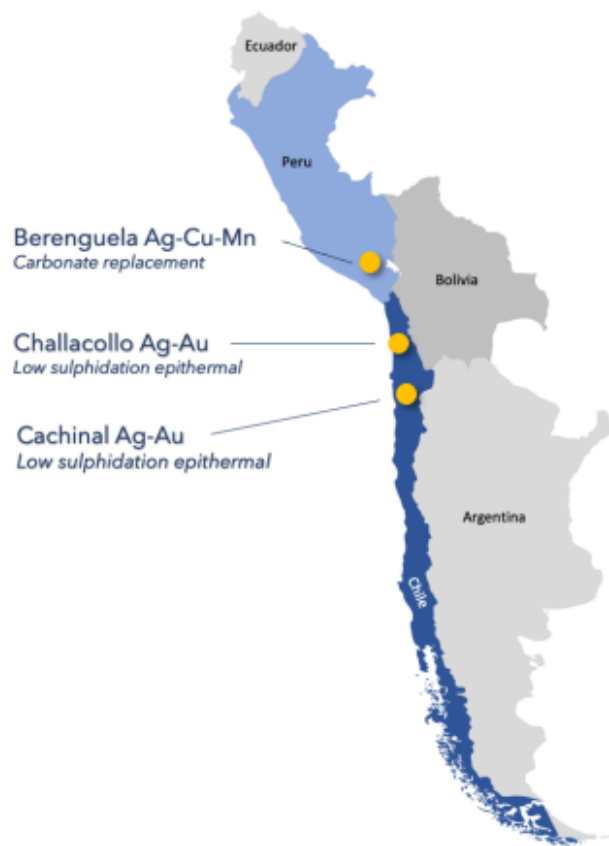 Ecuador
Peru
Berenguela Ag-Cu-Mn
Carbonate replacement
Bolivia
Challacollo Ag-Au
Low sulphidation epithermal
Cachinal Ag-Au
Low sulphidation epithermal
Argentina
Chile